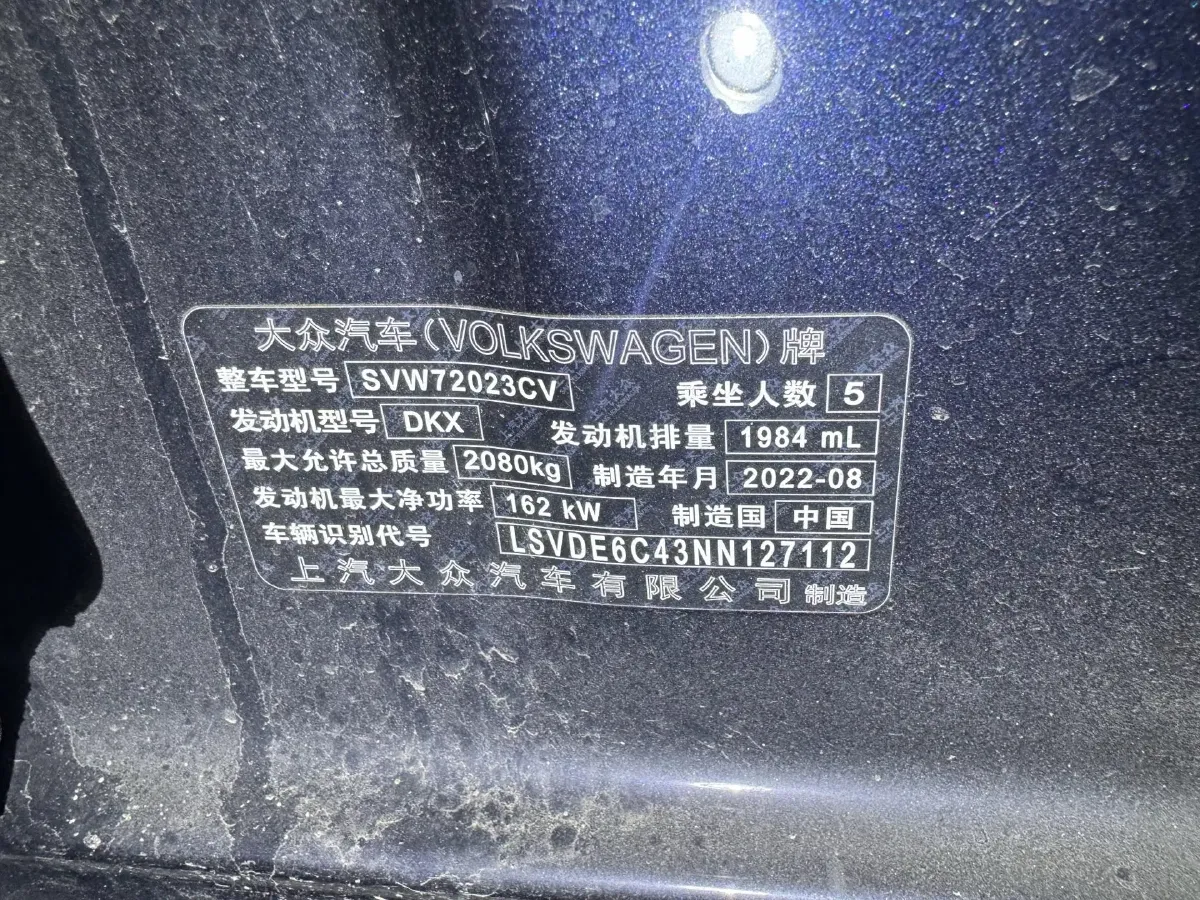 大众汽车(VOLKSWAGEN)牌
整车型号 SVW72023CV 乘坐人数 5
发动机型号 DKX 发动机排量 1984 mL
最大允许总质量 2080kg 制造年月 2022-08
发动机最大净功率 162 kW 制造国 中国
车辆识别代号 LSVDE6C43NN127112
上汽大众汽车有限公司 制造